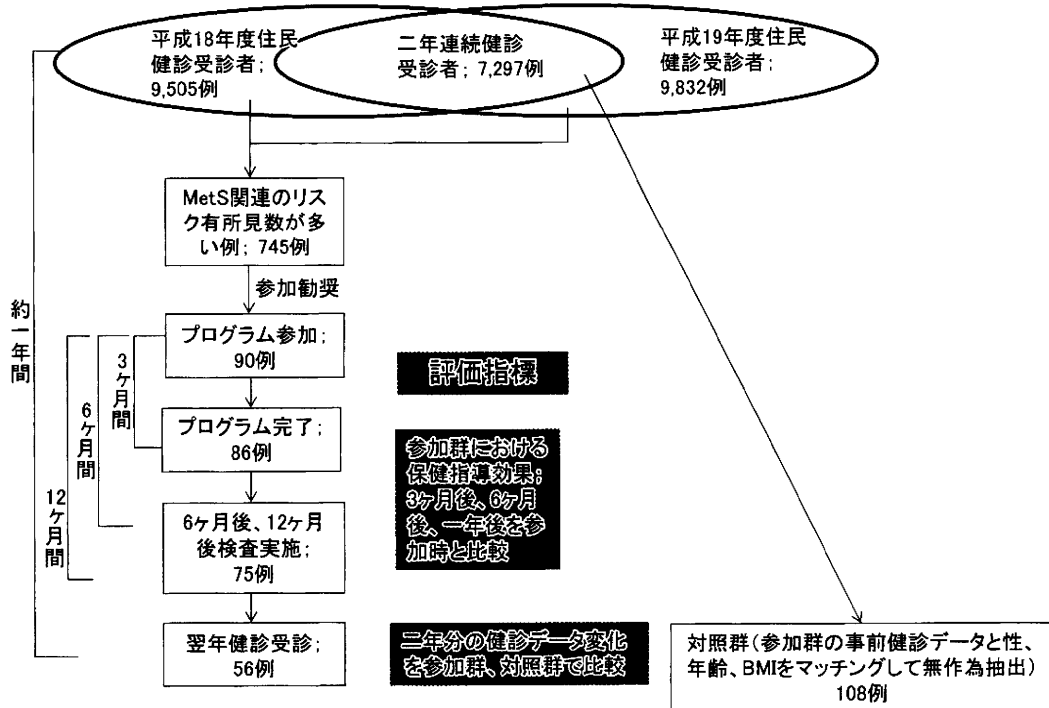 平成18年度住民
健診受診者;
9,505例
二年連続健診
受診者; 7,297例
平成19年度住民
健診受診者;
9,832例
MetS関連のリス
ク有所見数が多
い例; 745例
参加勧奨
プログラム参加;
90例
プログラム完了;
86例
6ヶ月後、12ヶ月
後検査実施;
75例
翌年健診受診;
56例
約一年間
12ヶ月間
6ヶ月間
3ヶ月間
評価指標
参加群における
保健指導効果;
3ヶ月後、6ヶ月
後、一年後を参
加時と比較
二年分の健診データ変化
を参加群、対照群で比較
対照群(参加群の事前健診データと性、
年齢、BMIをマッチングして無作為抽出)
108例